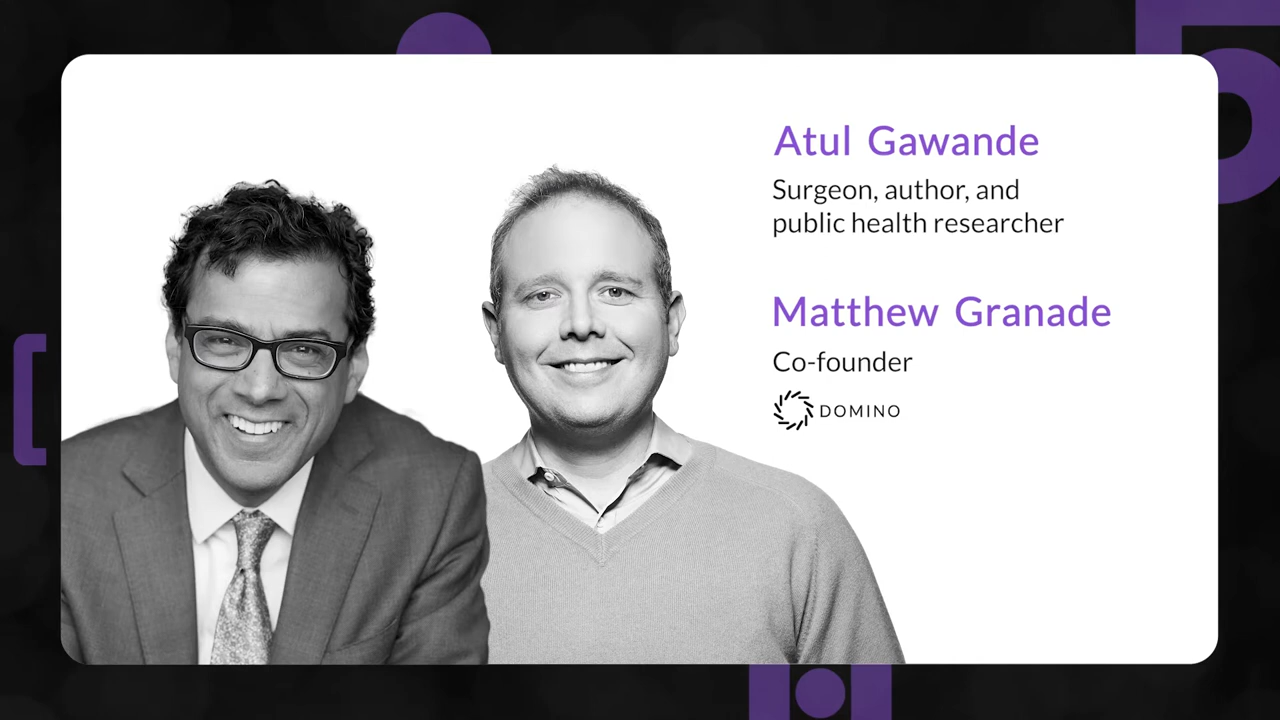 Atul Gawande
Surgeon, author, and
public health researcher
Matthew Granade
Co-founder
DOMINO